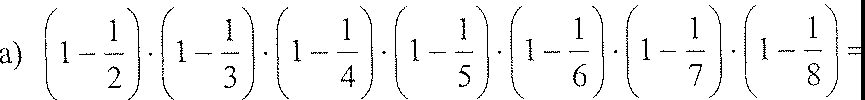 а) (1 − 1/2) · (1 − 1/3) · (1 − 1/4) · (1 − 1/5) · (1 − 1/6) · (1 − 1/7) · (1 − 1/8) =